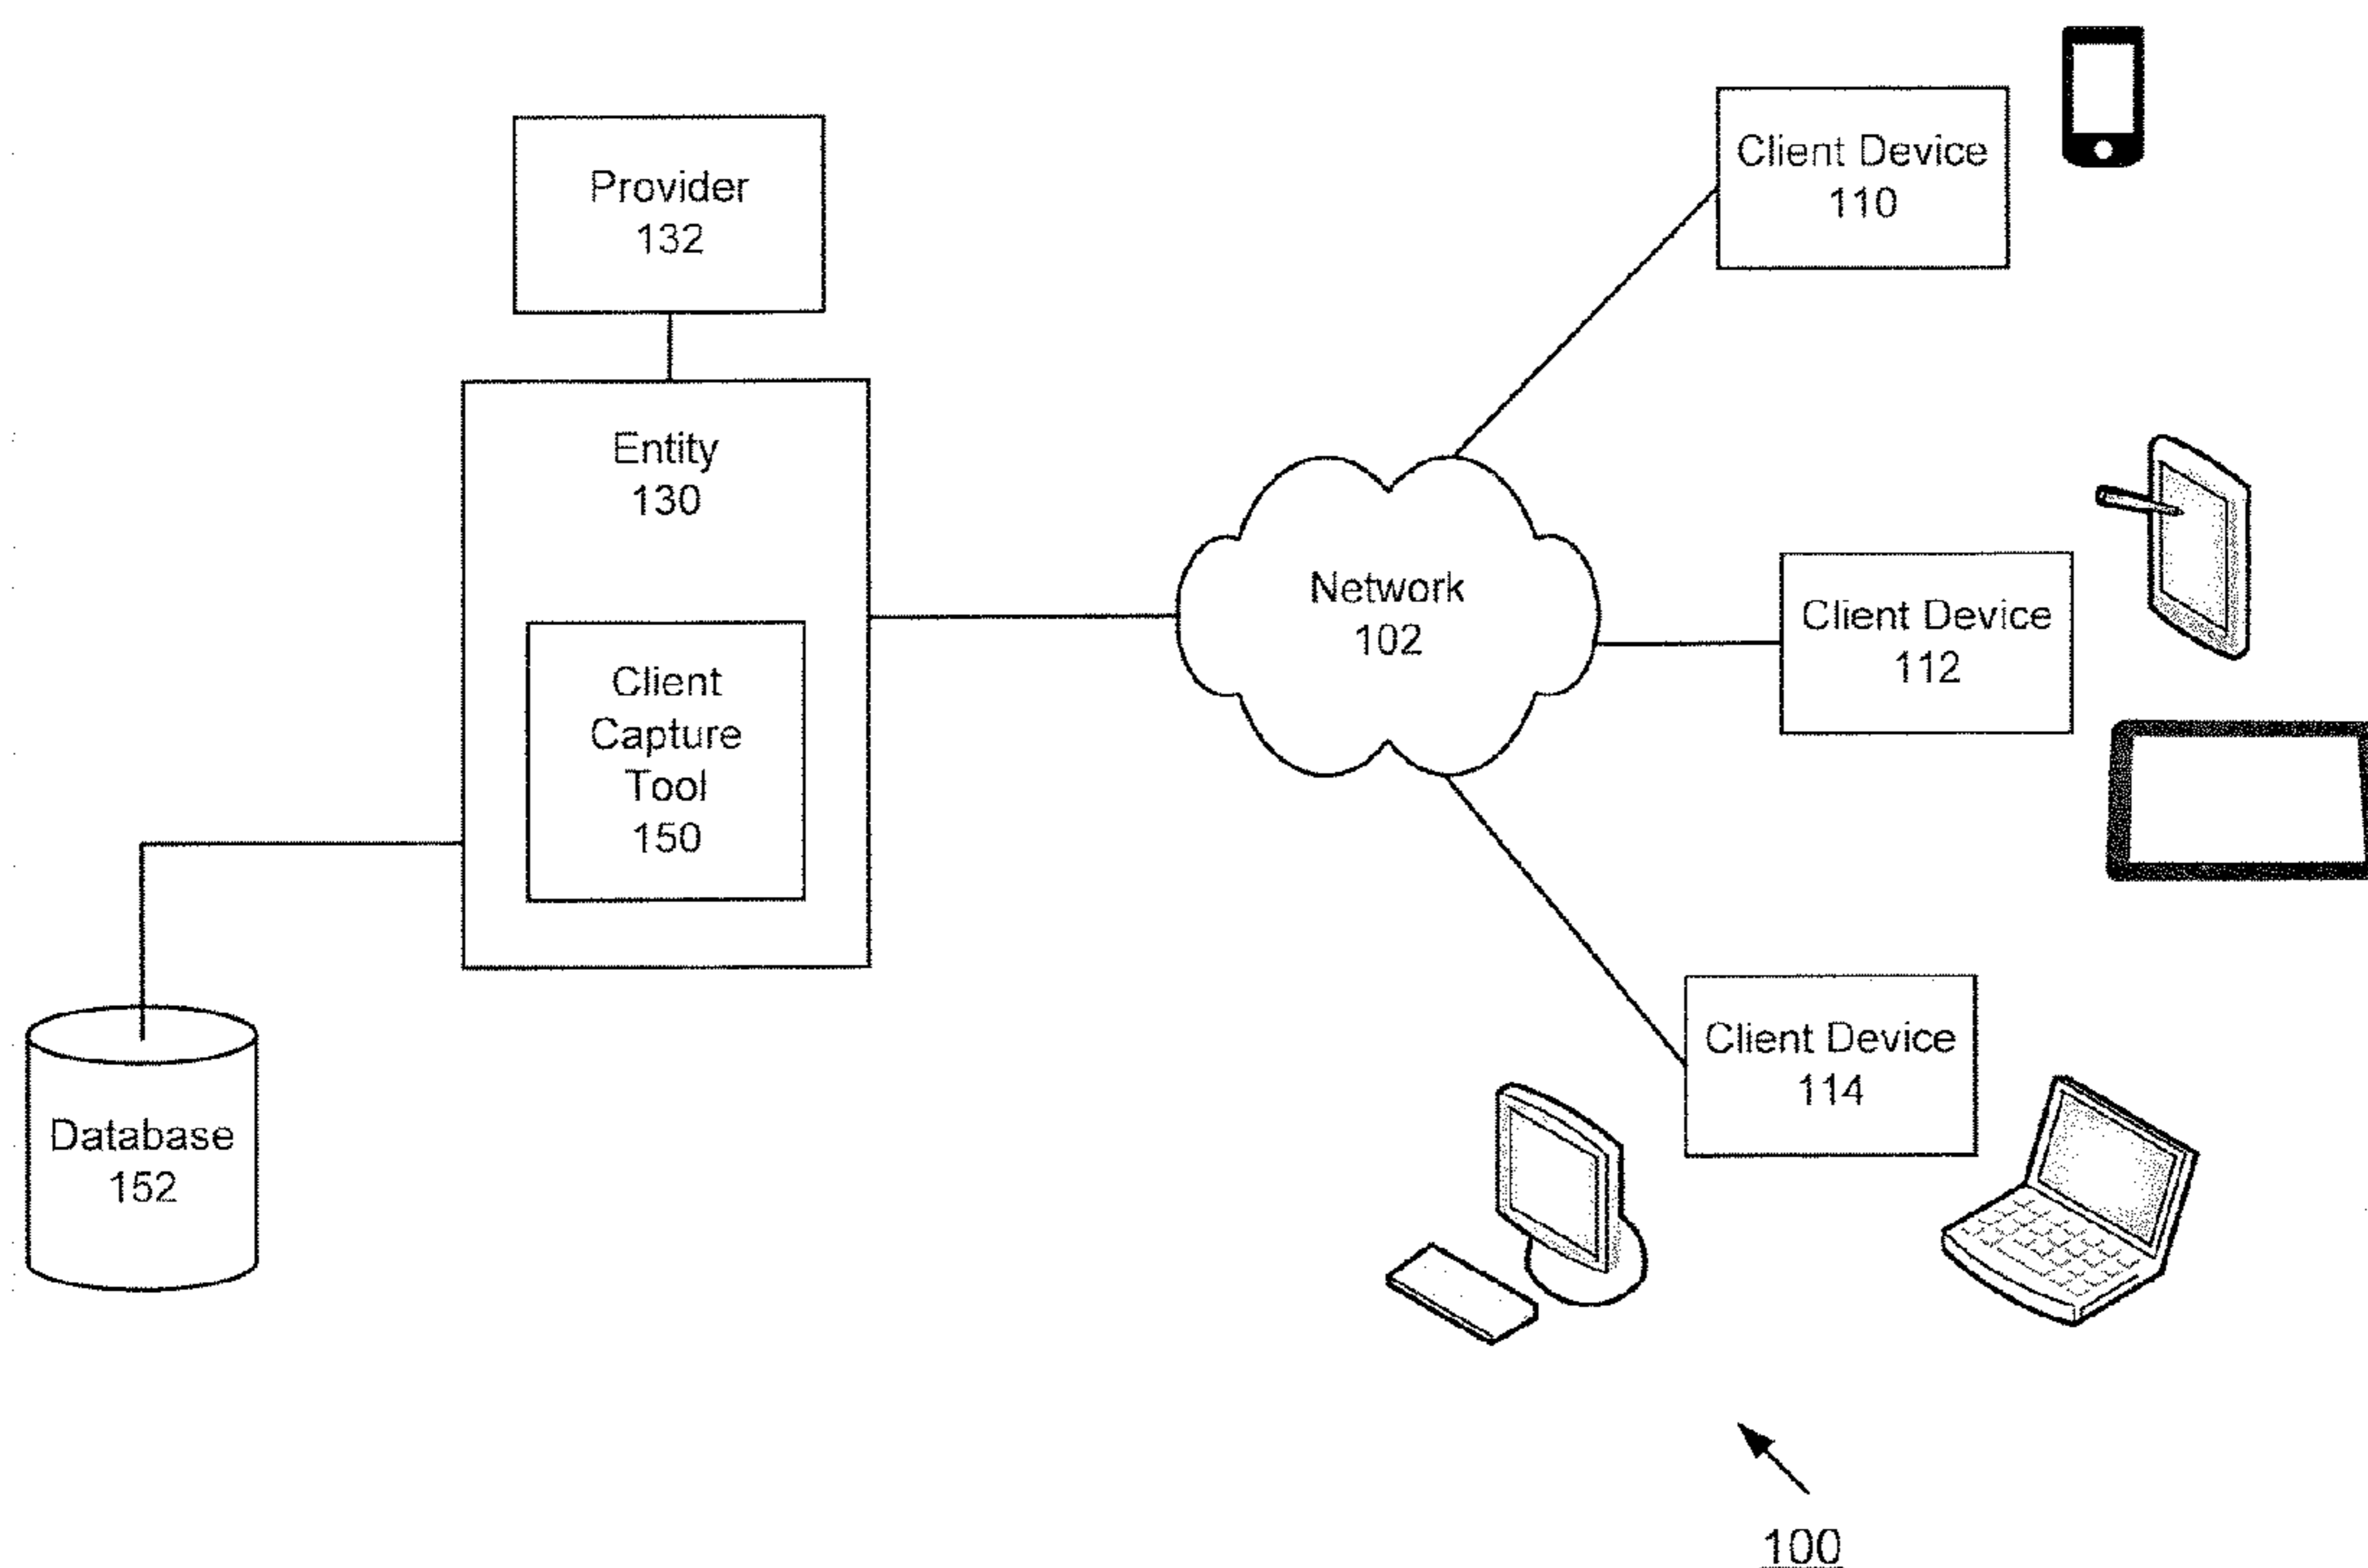 Provider
132
Entity
130
Client
Capture
Tool
150
Database
152
Network
102
Client Device
110
Client Device
112
Client Device
114
100